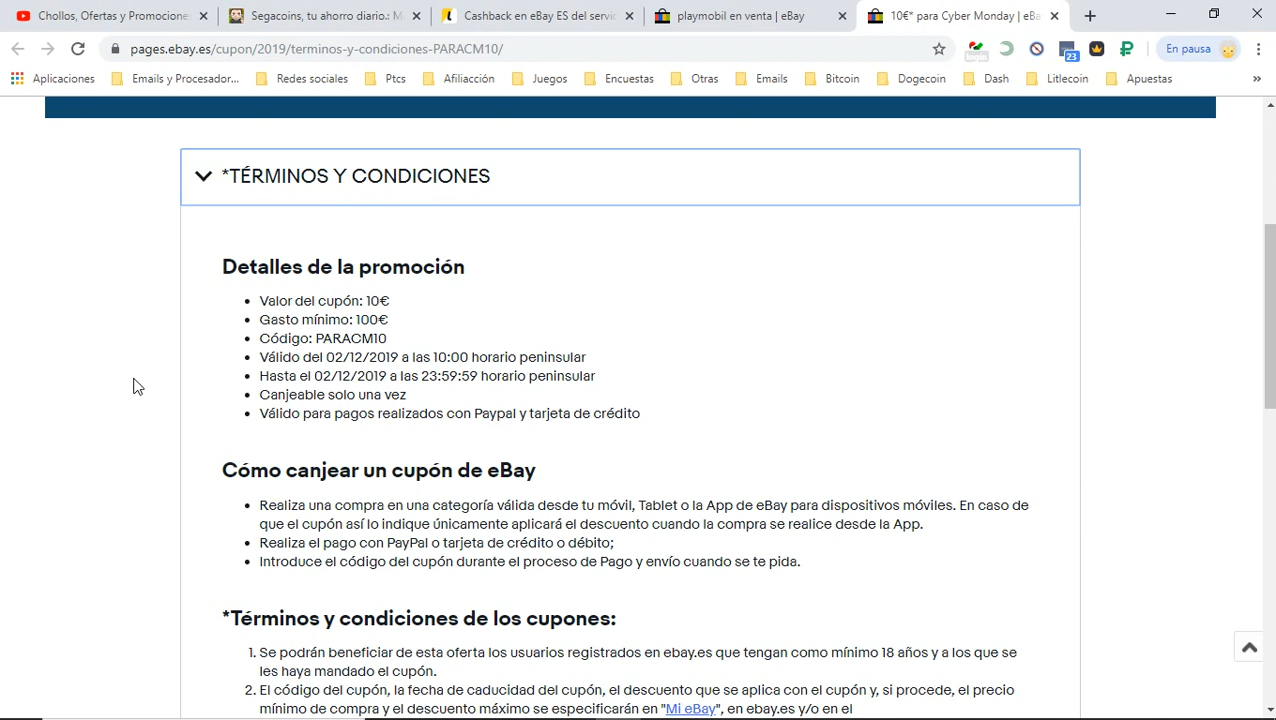 Chollos, Ofertas y Promociones
Segacoins, tu ahorro diario.: M
Cashback en eBay ES del servic
playmobil en venta | eBay
10€* para Cyber Monday | eBa
pages.ebay.es/cupon/2019/terminos-y-condiciones-PARACM10/
23
En pausa
Aplicaciones
Emails y Procesador...
Redes sociales
Ptcs
Afiliacción
Juegos
Encuestas
Otras
Emails
Bitcoin
Dogecoin
Dash
Litlecoin
Apuestas
»
*TÉRMINOS Y CONDICIONES
Detalles de la promoción
• Valor del cupón: 10€
• Gasto mínimo: 100€
• Código: PARACM10
• Válido del 02/12/2019 a las 10:00 horario peninsular
• Hasta el 02/12/2019 a las 23:59:59 horario peninsular
• Canjeable solo una vez
• Válido para pagos realizados con Paypal y tarjeta de crédito
Cómo canjear un cupón de eBay
• Realiza una compra en una categoría válida desde tu móvil, Tablet o la App de eBay para dispositivos móviles. En caso de
que el cupón así lo indique únicamente aplicará el descuento cuando la compra se realice desde la App.
• Realiza el pago con PayPal o tarjeta de crédito o débito;
• Introduce el código del cupón durante el proceso de Pago y envío cuando se te pida.
*Términos y condiciones de los cupones:
1. Se podrán beneficiar de esta oferta los usuarios registrados en ebay.es que tengan como mínimo 18 años y a los que se
les haya mandado el cupón.
2. El código del cupón, la fecha de caducidad del cupón, el descuento que se aplica con el cupón y, si procede, el precio
mínimo de compra y el descuento máximo se especificarán en "Mi eBay", en ebay.es y/o en el